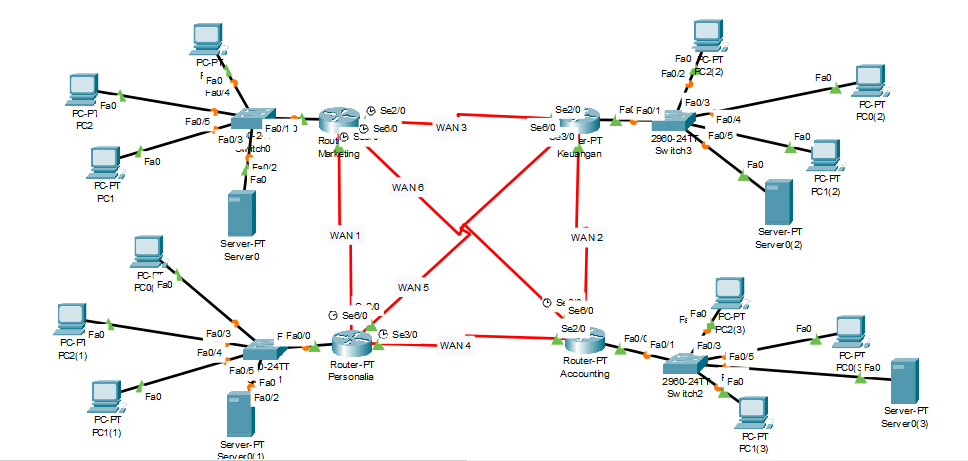 PC-PT
Fa0
Fa0/4
PC-PT
PC2
Fa0
Fa0/5
Fa0/1
Fa0/3
Switch0
PC-PT
PC1
Fa0
Fa0/2
Fa0
Server-PT
Server0
Se2/0
Se6/0
Marketing
WAN 3
Se2/0
Se6/0
Se3/0
Keuangan
Fa0/1
Fa0
PC-PT
PC2(2)
Fa0/2
Fa0/3
Fa0/4
Fa0/5
2960-24TT
Switch3
Fa0
PC-PT
PC0(2)
Fa0
PC-PT
PC1(2)
Fa0
Server-PT
Server0(2)
WAN 6
WAN 1
WAN 2
WAN 5
WAN 4
Fa0
PC-PT
PC2(1)
Fa0
Fa0/3
Fa0/4
Fa0/5
Fa0/0
PC-PT
PC1(1)
Fa0
Fa0
Fa0/2
Server-PT
Server0(1)
Se6/0
Se3/0
Router-PT
Personalia
Se6/0
Se2/0
Router-PT
Accounting
Fa0/1
Fa0
PC-PT
PC2(3)
Fa0/3
Fa0/5
2960-24TT
Switch2
Fa0
Fa0
PC-PT
Fa0
Server-PT
Server0(3)
PC-PT
PC1(3)